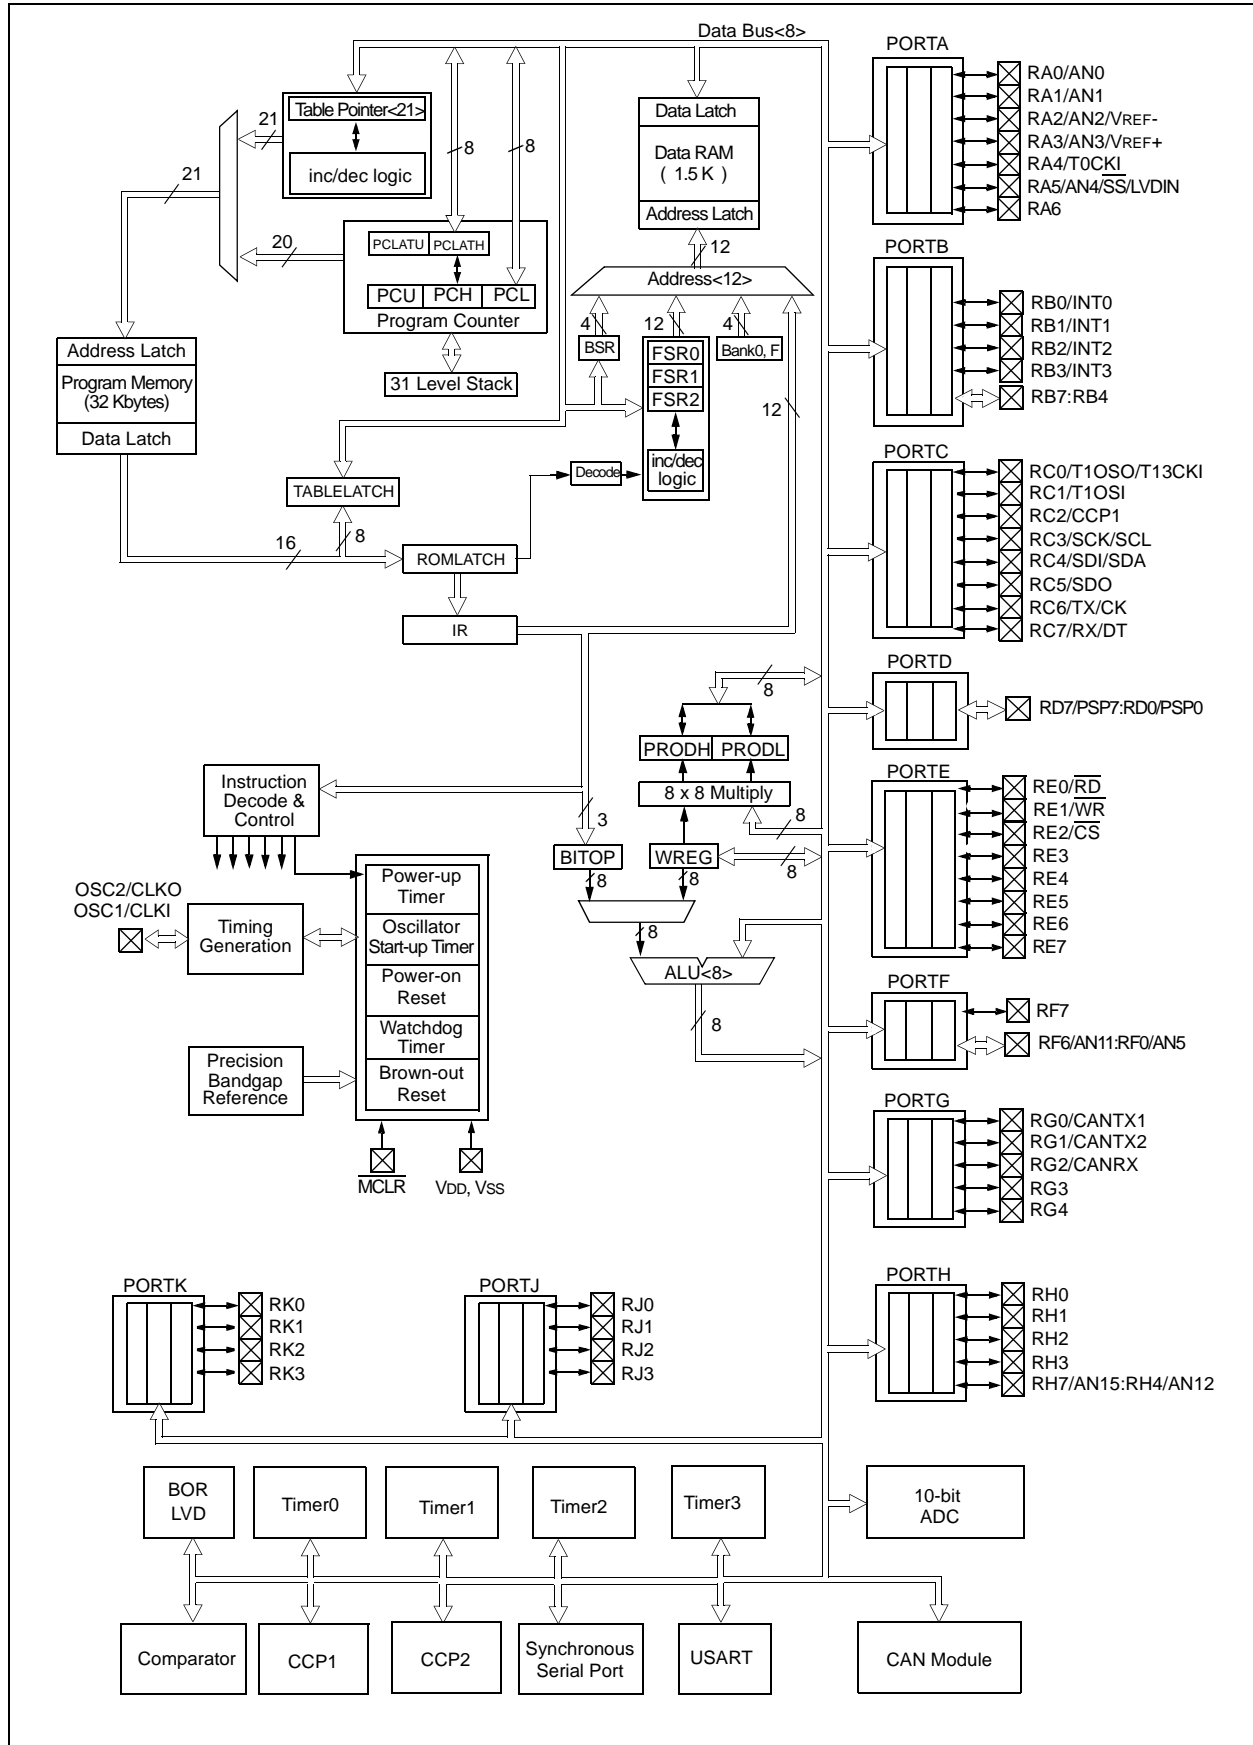 Data Bus<8>
Table Pointer<21>
inc/dec logic
21
21
20
8
8
PCLATU
PCLATH
PCU
PCH
PCL
Program Counter
31 Level Stack
Data Latch
Data RAM
( 1.5 K )
Address Latch
12
Address<12>
4
12
4
BSR
FSR0
FSR1
FSR2
inc/dec
logic
Bank0, F
12
Address Latch
Program Memory
(32 Kbytes)
Data Latch
TABLELATCH
Decode
16
8
ROMLATCH
IR
8
PRODH
PRODL
8 x 8 Multiply
8
Instruction
Decode &
Control
3
BITOP
WREG
8
8
8
8
ALU<8>
8
OSC2/CLKO
OSC1/CLKI
Timing
Generation
Power-up
Timer
Oscillator
Start-up Timer
Power-on
Reset
Watchdog
Timer
Brown-out
Reset
Precision
Bandgap
Reference
MCLR
VDD, VSS
PORTA
RA0/AN0
RA1/AN1
RA2/AN2/VREF-
RA3/AN3/VREF+
RA4/T0CKI
RA5/AN4/SS/LVDIN
RA6
PORTB
RB0/INT0
RB1/INT1
RB2/INT2
RB3/INT3
RB7:RB4
PORTC
RC0/T1OSO/T13CKI
RC1/T1OSI
RC2/CCP1
RC3/SCK/SCL
RC4/SDI/SDA
RC5/SDO
RC6/TX/CK
RC7/RX/DT
PORTD
RD7/PSP7:RD0/PSP0
PORTE
RE0/RD
RE1/WR
RE2/CS
RE3
RE4
RE5
RE6
RE7
PORTF
RF7
RF6/AN11:RF0/AN5
PORTG
RG0/CANTX1
RG1/CANTX2
RG2/CANRX
RG3
RG4
PORTH
RH0
RH1
RH2
RH3
RH7/AN15:RH4/AN12
PORTK
RK0
RK1
RK2
RK3
PORTJ
RJ0
RJ1
RJ2
RJ3
BOR
LVD
Timer0
Timer1
Timer2
Timer3
10-bit
ADC
Comparator
CCP1
CCP2
Synchronous
Serial Port
USART
CAN Module